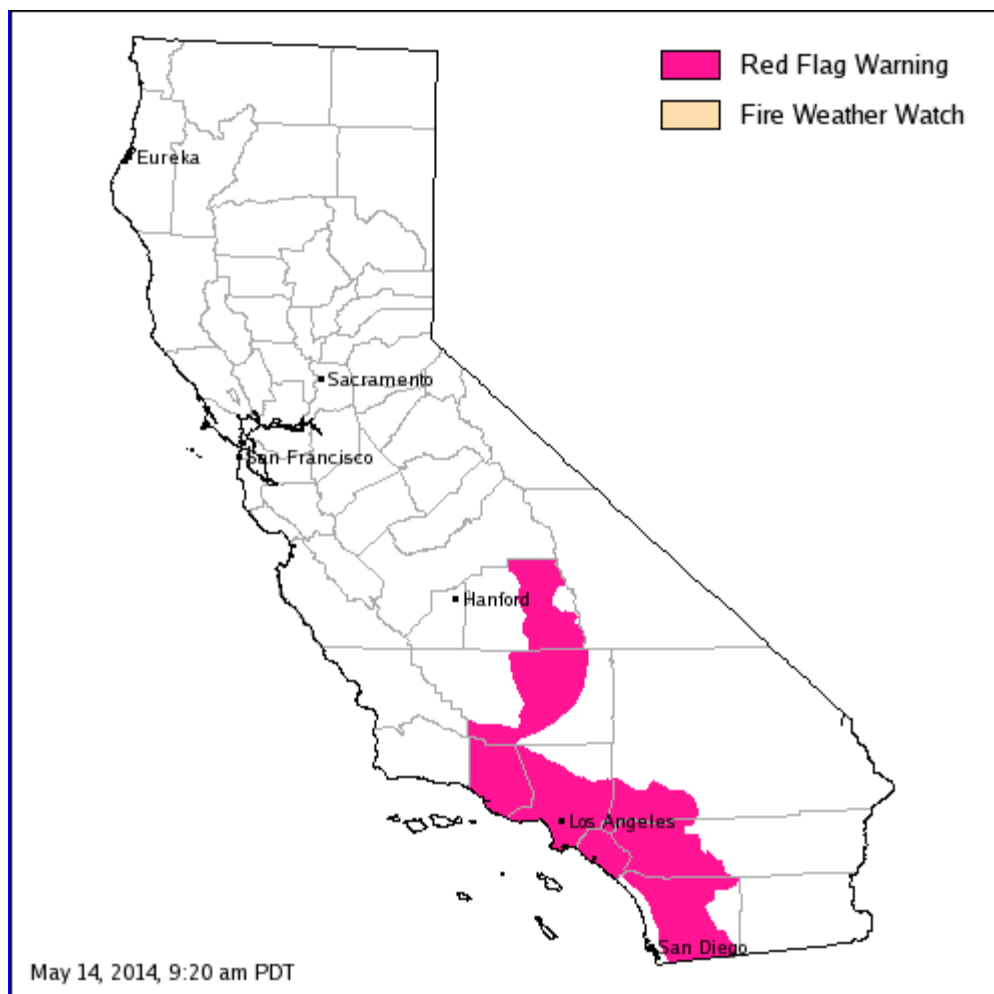 Red Flag Warning
Fire Weather Watch
Eureka
Sacramento
San Francisco
Hanford
Los Angeles
San Diego
May 14, 2014, 9:20 am PDT